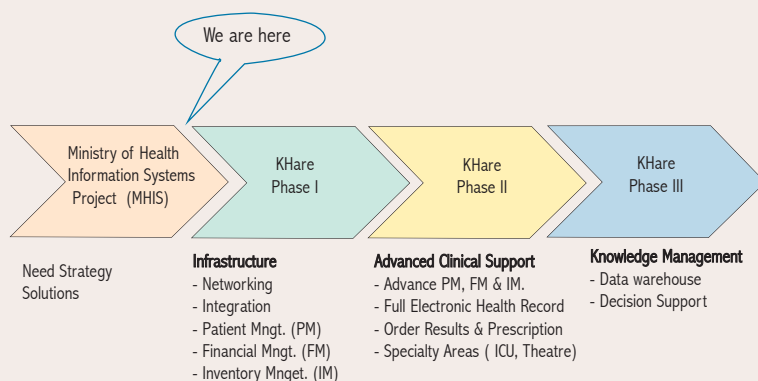 We are here
Ministry of Health
Information Systems
Project (MHIS)
KHare
Phase I
KHare
Phase II
KHare
Phase III
Need Strategy
Solutions
Infrastructure
- Networking
- Integration
- Patient Mngt. (PM)
- Financial Mngt. (FM)
- Inventory Mnget. (IM)
Advanced Clinical Support
- Advance PM, FM & IM.
- Full Electronic Health Record
- Order Results & Prescription
- Specialty Areas ( ICU, Theatre)
Knowledge Management
- Data warehouse
- Decision Support